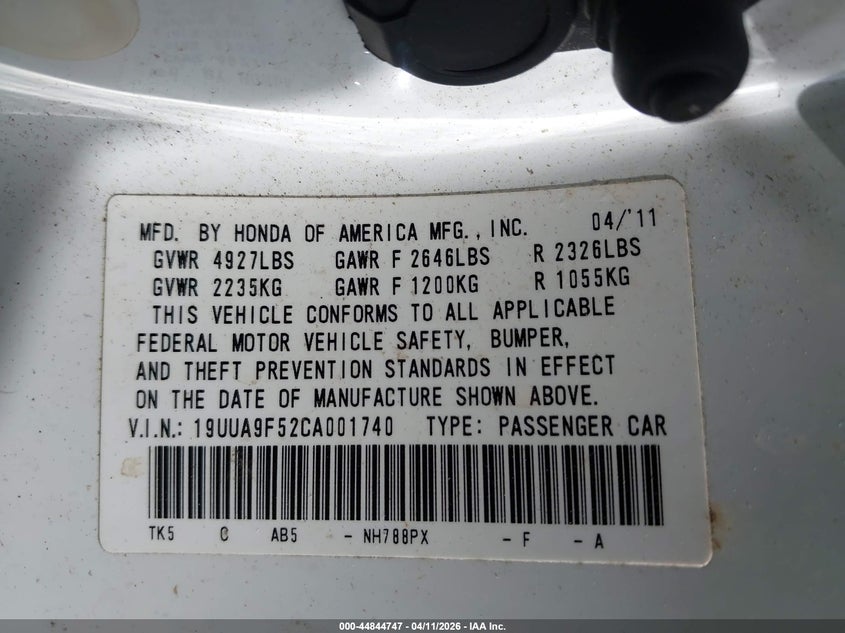 MFD. BY HONDA OF AMERICA MFG., INC. 04/'11
GVWR 4927LBS GAWR F 2646LBS R 2326LBS
GVWR 2235KG GAWR F 1200KG R 1055KG
THIS VEHICLE CONFORMS TO ALL APPLICABLE
FEDERAL MOTOR VEHICLE SAFETY, BUMPER,
AND THEFT PREVENTION STANDARDS IN EFFECT
ON THE DATE OF MANUFACTURE SHOWN ABOVE.
V.I.N.: 19UUA9F52CA001740 TYPE: PASSENGER CAR
TK5 C AB5 - NH788PX - F - A
000-44844747 - 04/11/2026 - IAA Inc.